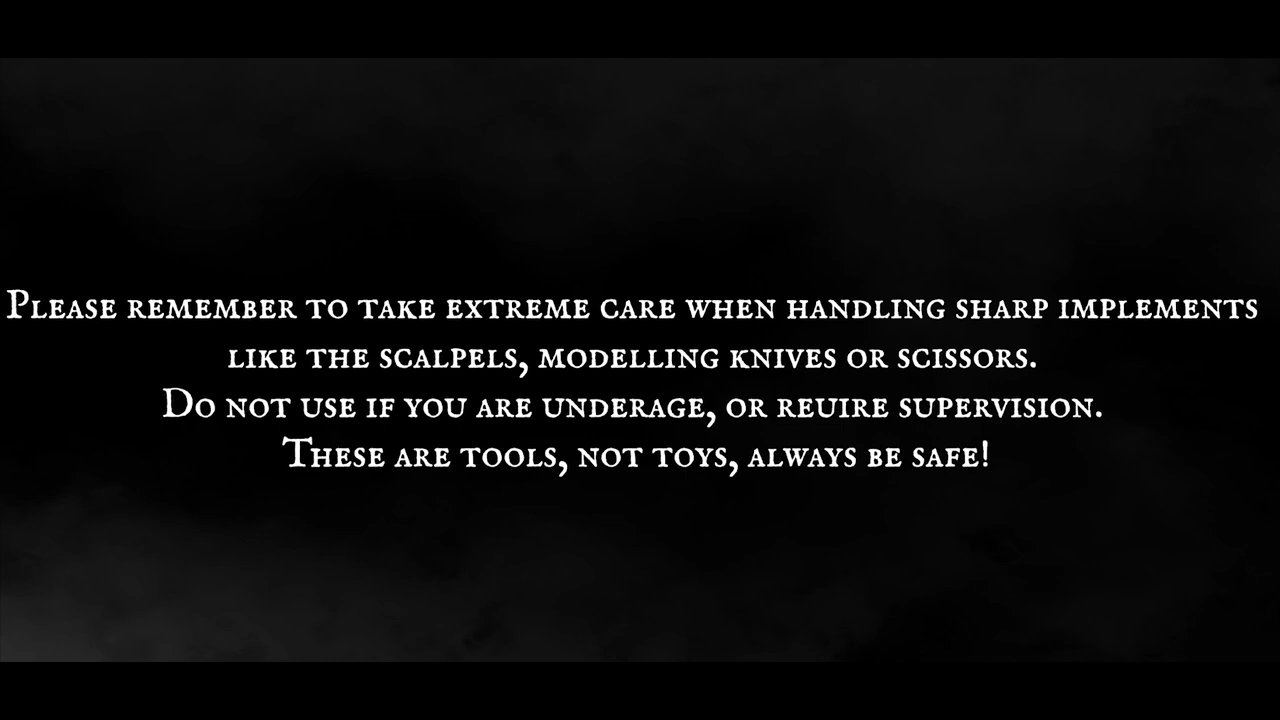 Please remember to take extreme care when handling sharp implements
like the scalpels, modelling knives or scissors.
Do not use if you are underage, or reuire supervision.
These are tools, not toys, always be safe!